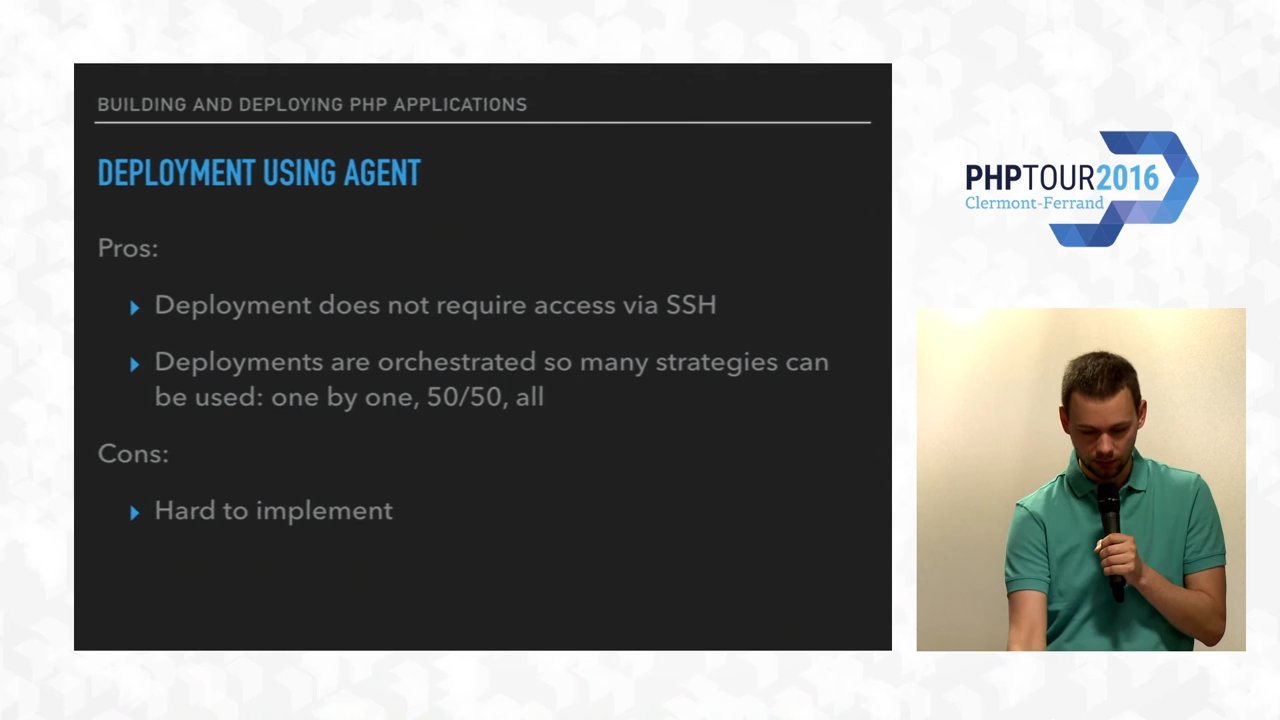 BUILDING AND DEPLOYING PHP APPLICATIONS
DEPLOYMENT USING AGENT
Pros:
Deployment does not require access via SSH
Deployments are orchestrated so many strategies can
be used: one by one, 50/50, all
Cons:
Hard to implement
PHPTOUR2016
Clermont-Ferrand